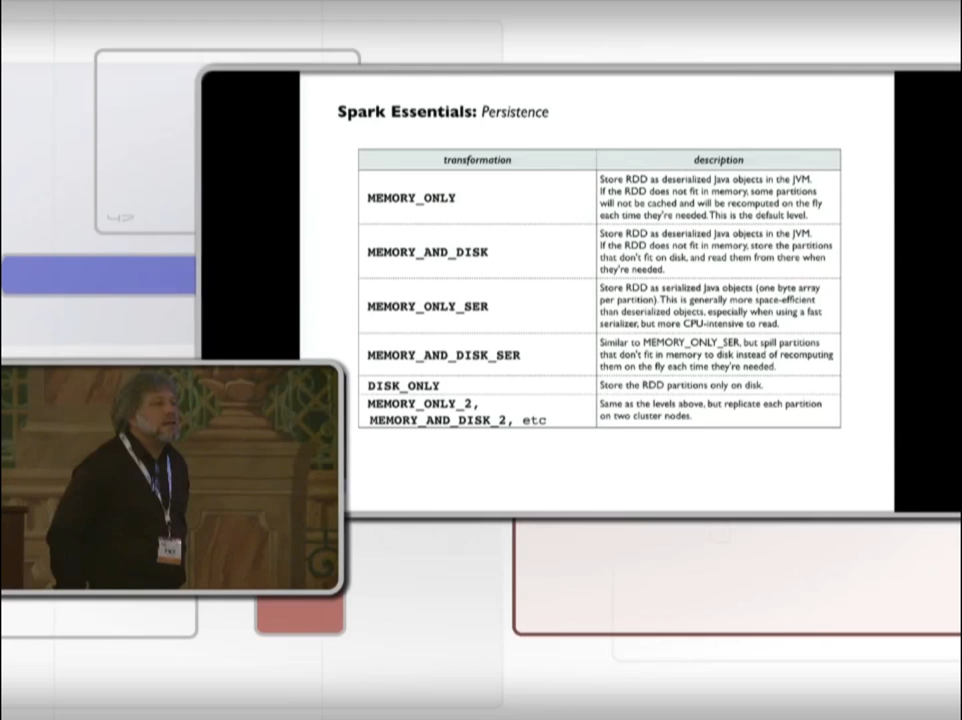 Spark Essentials: Persistence
transformation
description
MEMORY_ONLY
Store RDD as deserialized Java objects in the JVM.
If the RDD does not fit in memory, some partitions
will not be cached and will be recomputed on the fly
each time they're needed. This is the default level.
MEMORY_AND_DISK
Store RDD as deserialized Java objects in the JVM.
If the RDD does not fit in memory, store the partitions
that don't fit on disk, and read them from there when
they're needed.
MEMORY_ONLY_SER
Store RDD as serialized Java objects (one byte array
per partition). This is generally more space-efficient
than deserialized objects, especially when using a fast
serializer, but more CPU-intensive to read.
MEMORY_AND_DISK_SER
Similar to MEMORY_ONLY_SER, but spill partitions
that don't fit in memory to disk instead of recomputing
them on the fly each time they're needed.
DISK_ONLY
Store the RDD partitions only on disk.
MEMORY_ONLY_2,
MEMORY_AND_DISK_2, etc
Same as the levels above, but replicate each partition
on two cluster nodes.